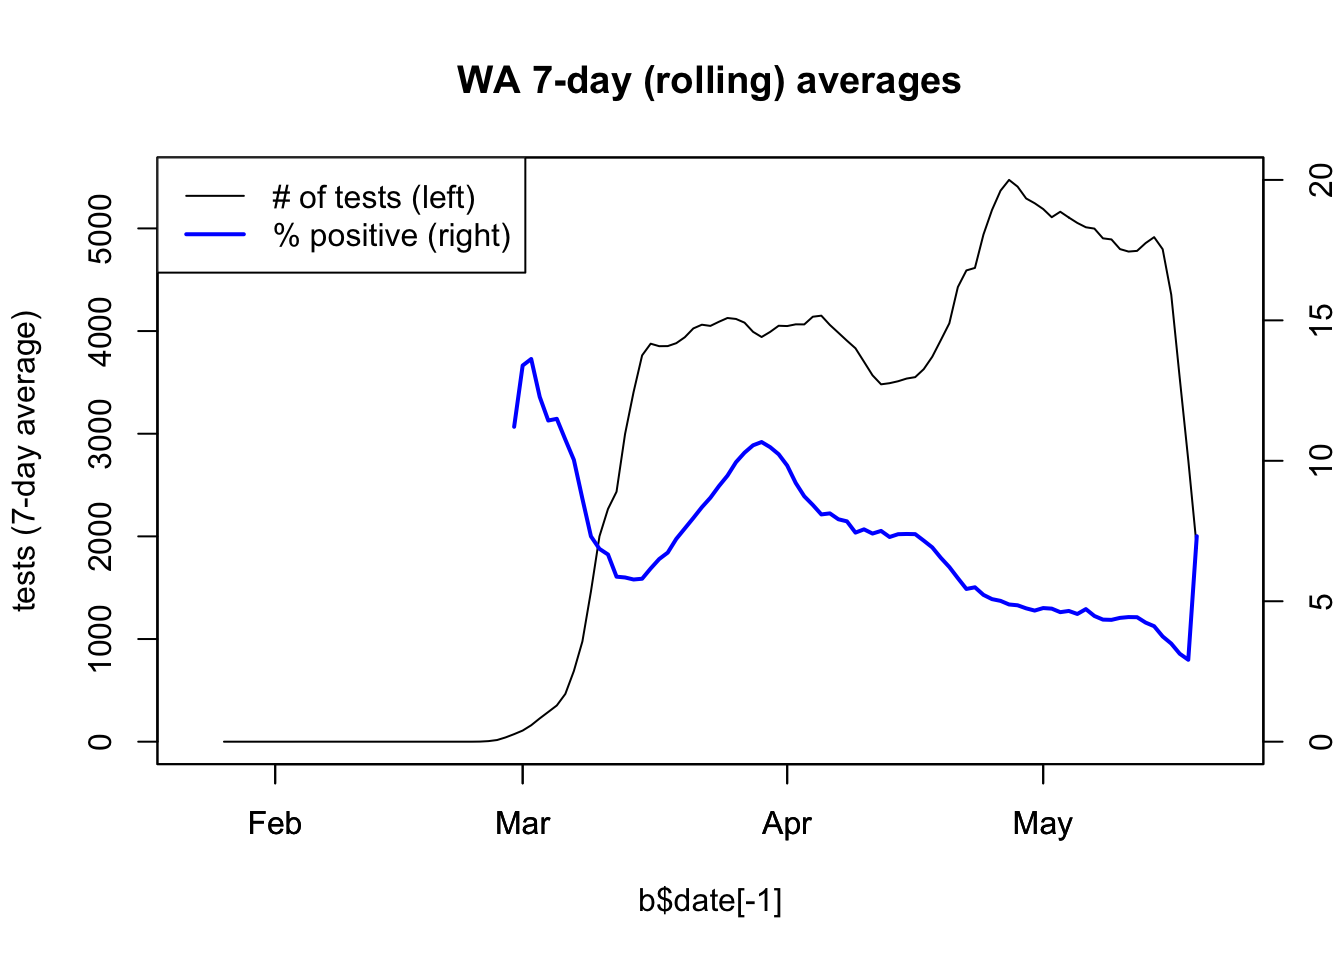 WA 7-day (rolling) averages
# of tests (left)
% positive (right)
tests (7-day average)
5000
4000
3000
2000
1000
0
20
15
10
5
0
Feb
Mar
Apr
May
b$date[-1]